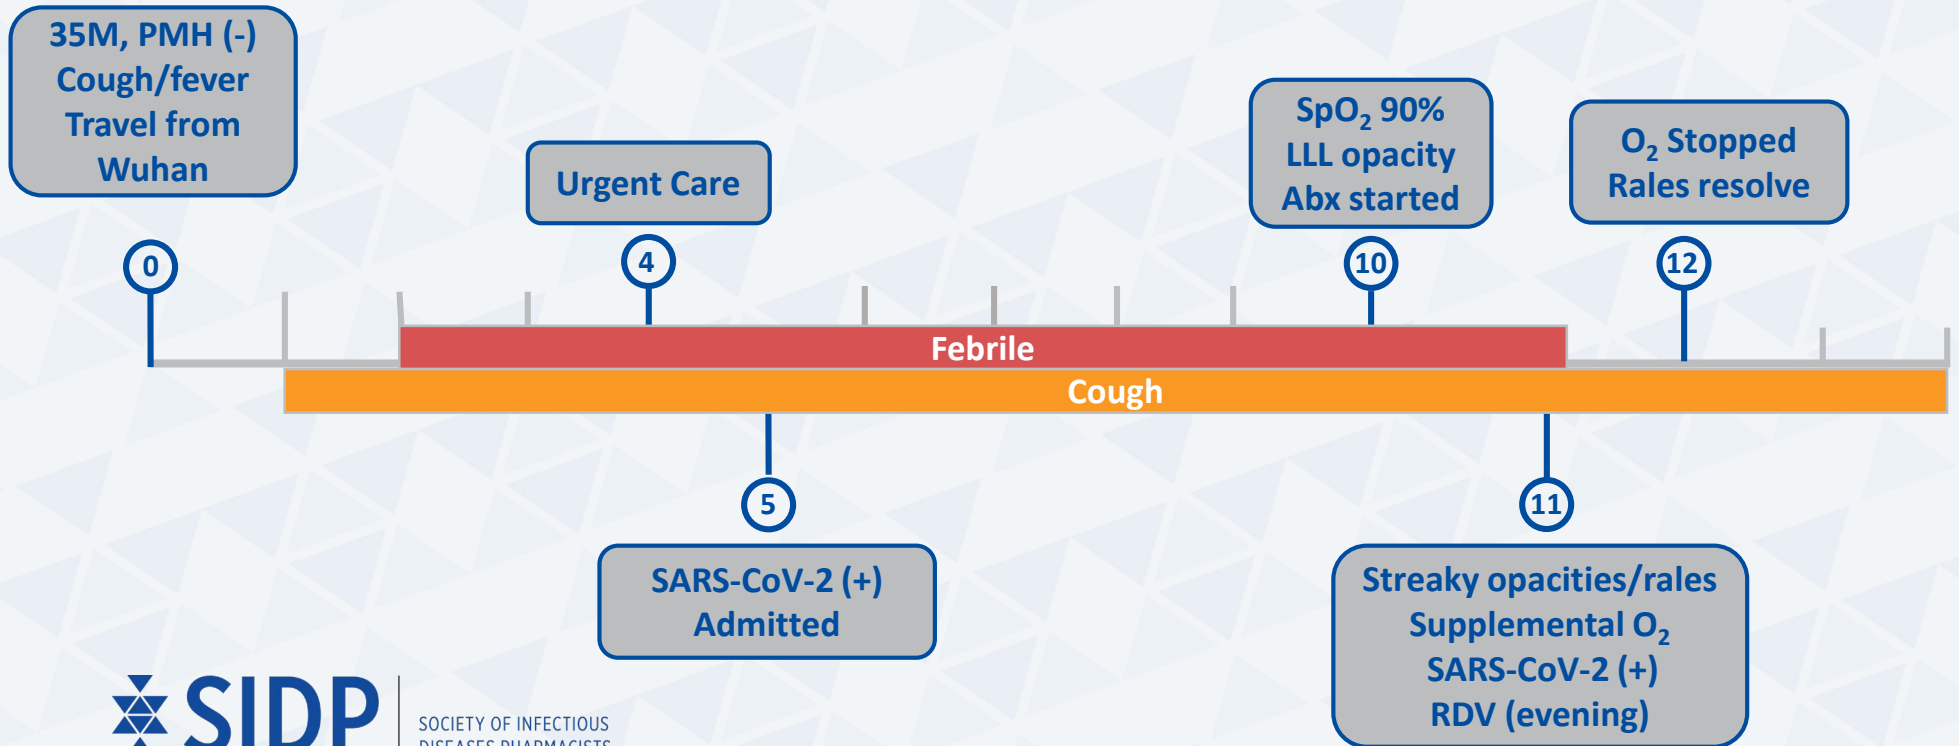 35M, PMH (-)
Cough/fever
Travel from
Wuhan
0
Urgent Care
4
SpO₂ 90%
LLL opacity
Abx started
10
O₂ Stopped
Rales resolve
12
Febrile
Cough
5
SARS-CoV-2 (+)
Admitted
11
Streaky opacities/rales
Supplemental O₂
SARS-CoV-2 (+)
RDV (evening)
SIDP
SOCIETY OF INFECTIOUS
DISEASES PHARMACISTS